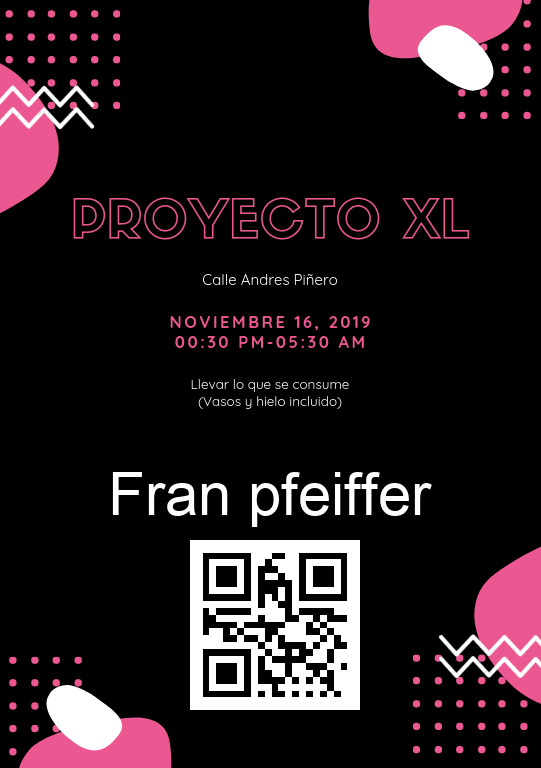 PROYECTO XL
Calle Andres Piñero
NOVIEMBRE 16, 2019
00:30 PM-05:30 AM
Llevar lo que se consume
(Vasos y hielo incluido)
Fran pfeiffer